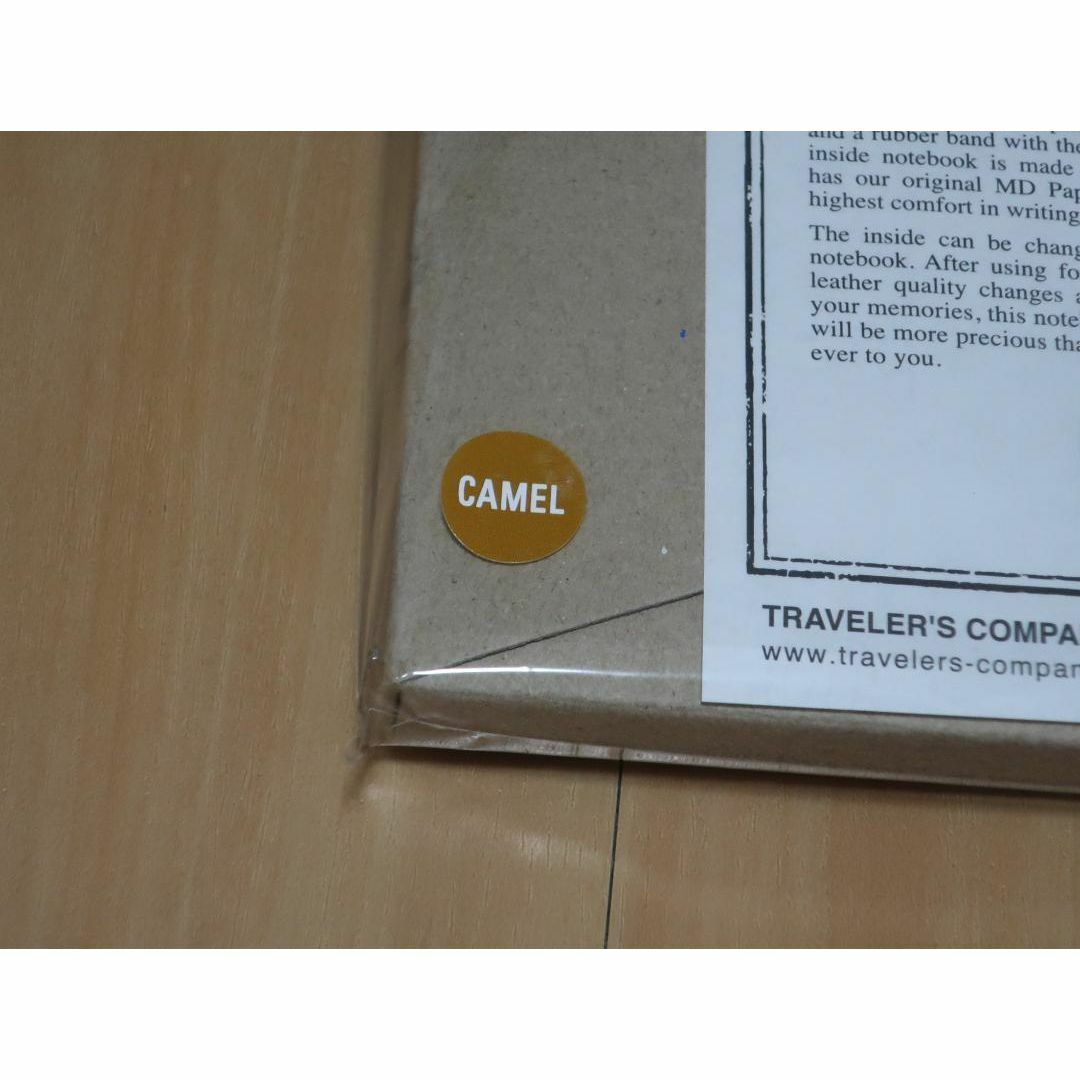 and a rubber band with the
inside notebook is made
has our original MD Pap
highest comfort in writing
The inside can be chang
notebook. After using fo
leather quality changes a
your memories, this note
will be more precious tha
ever to you.
CAMEL
TRAVELER'S COMPA
www.travelers-compan